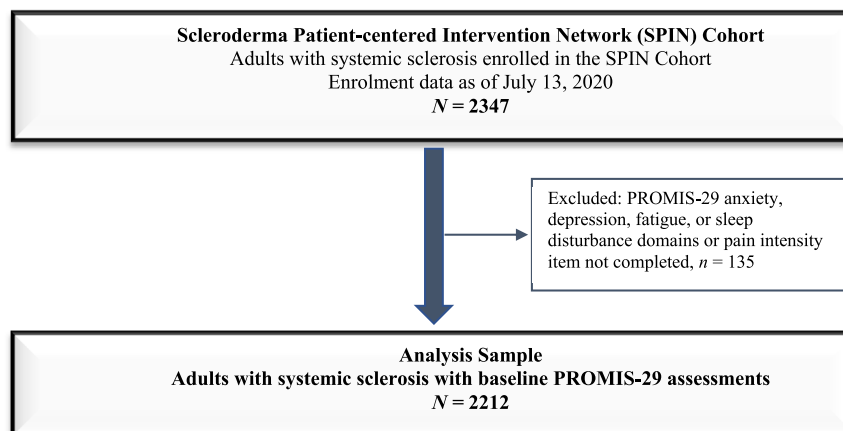 Scleroderma Patient-centered Intervention Network (SPIN) Cohort
Adults with systemic sclerosis enrolled in the SPIN Cohort
Enrolment data as of July 13, 2020
N = 2347
Excluded: PROMIS-29 anxiety,
depression, fatigue, or sleep
disturbance domains or pain intensity
item not completed, n = 135
Analysis Sample
Adults with systemic sclerosis with baseline PROMIS-29 assessments
N = 2212